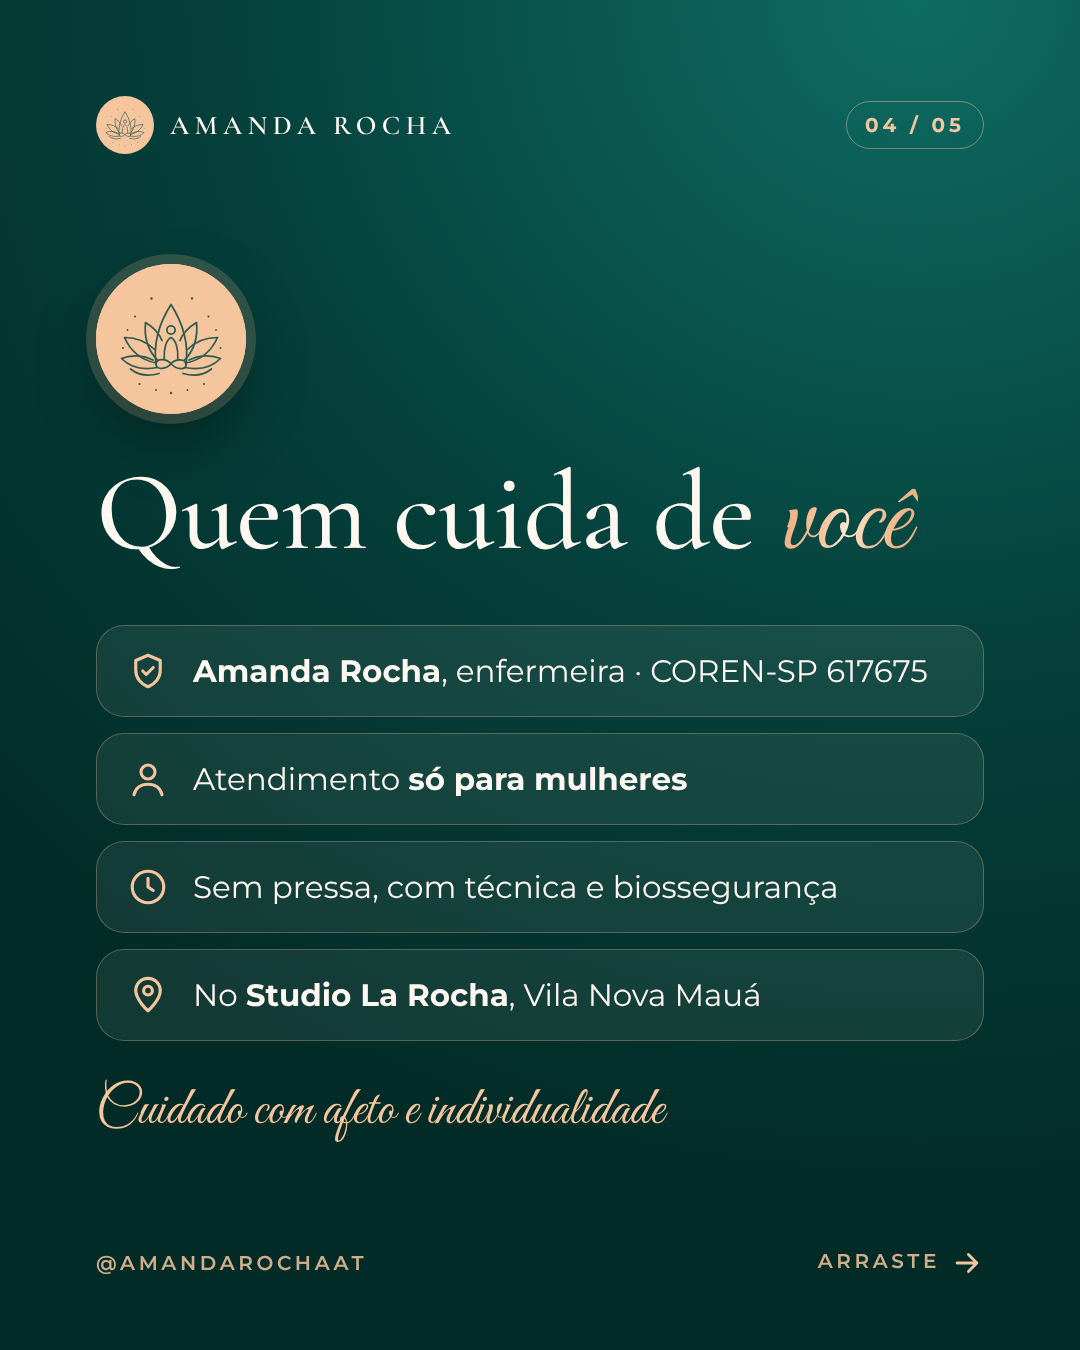 AMANDA ROCHA
04 / 05
Quem cuida de você
Amanda Rocha, enfermeira · COREN-SP 617675
Atendimento só para mulheres
Sem pressa, com técnica e biossegurança
No Studio La Rocha, Vila Nova Mauá
Cuidado com afeto e individualidade
@AMANDAROCHAAT
ARRASTE →